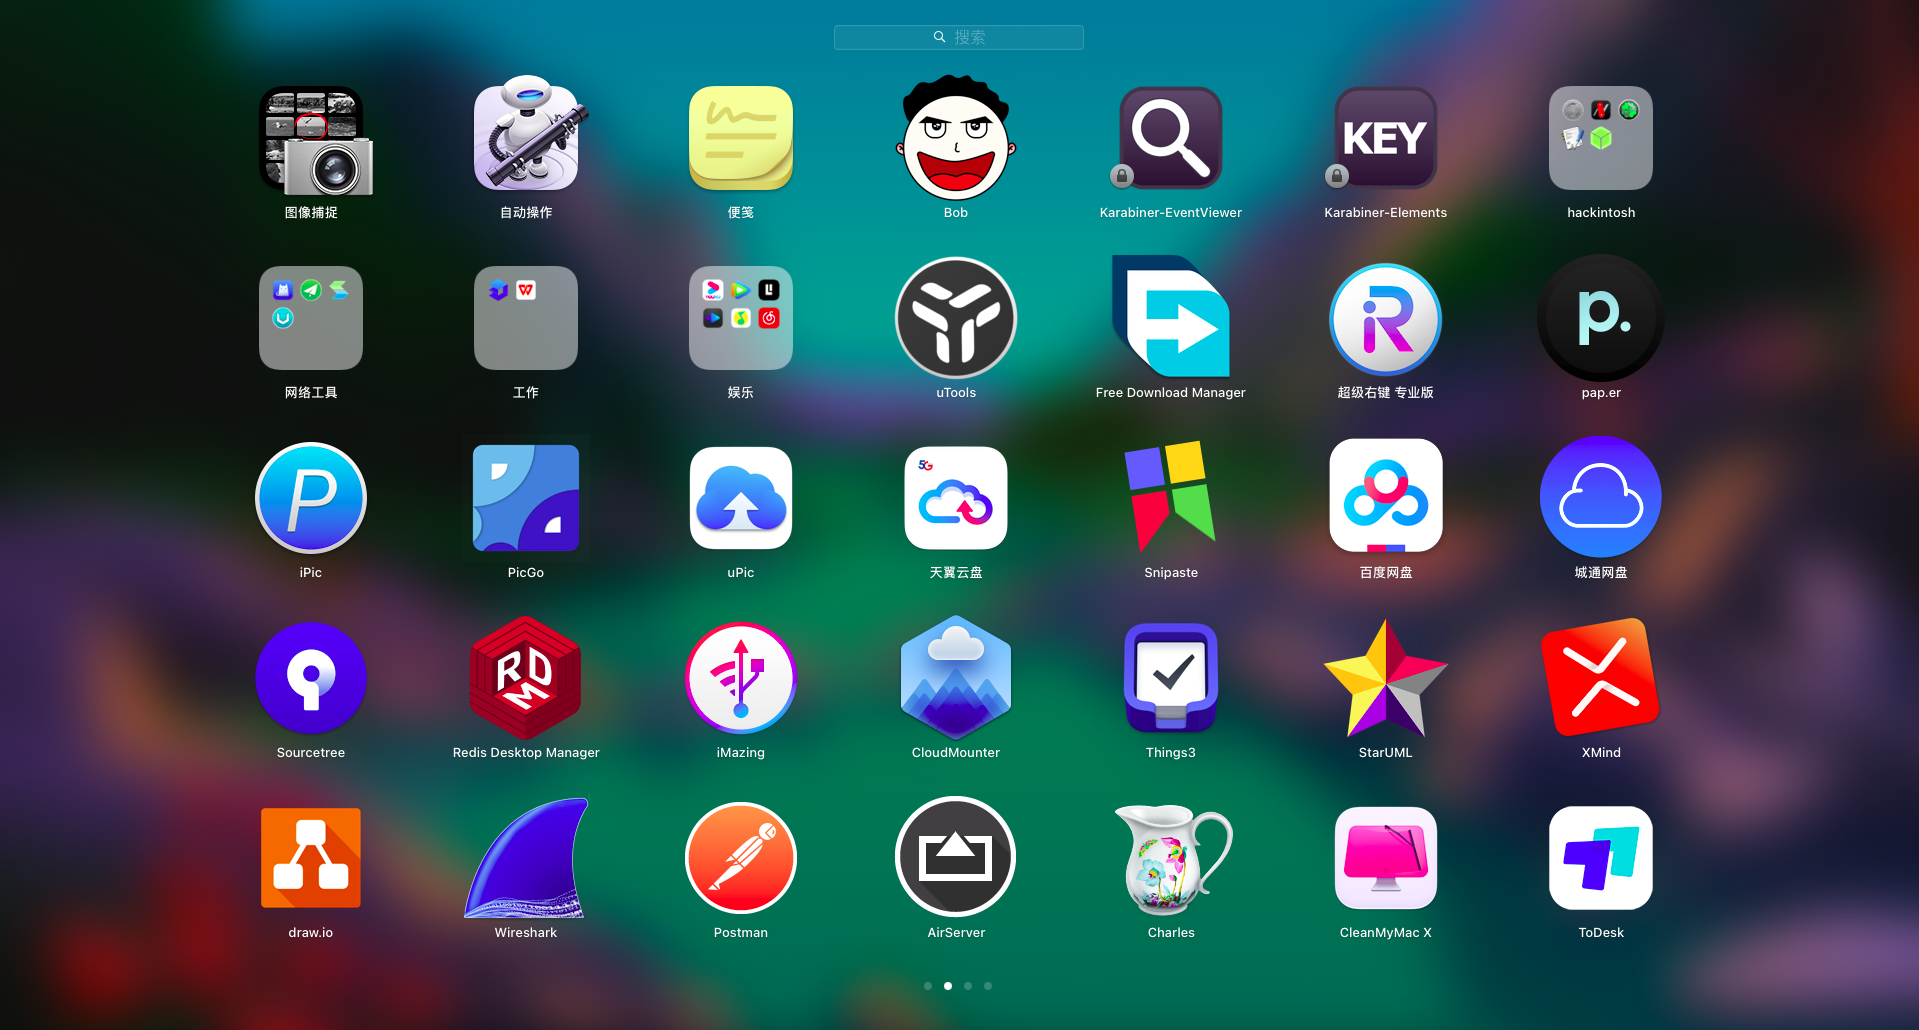 搜索
图像捕捉
自动操作
便笺
Bob
KEY
Karabiner-EventViewer
Karabiner-Elements
hackintosh
网络工具
工作
娱乐
uTools
Free Download Manager
R
超级右键 专业版
p.
pap.er
P
iPic
PicGo
uPic
5G
天翼云盘
Snipaste
百度网盘
城通网盘
Sourcetree
RDM
Redis Desktop Manager
iMazing
CloudMounter
Things3
StarUML
XMind
draw.io
Wireshark
Postman
AirServer
Charles
CleanMyMac X
ToDesk